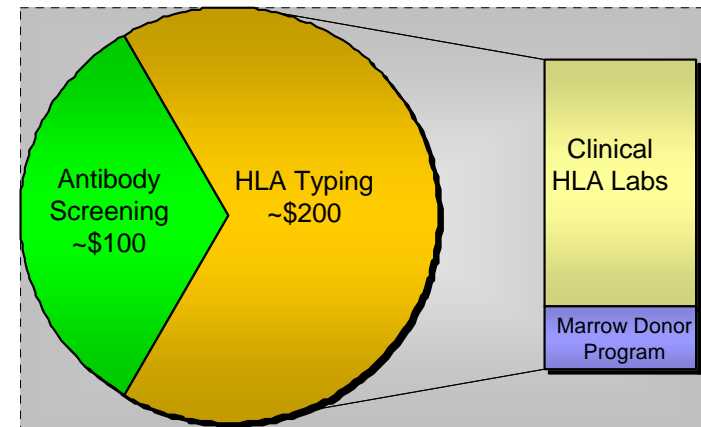 Antibody
Screening
~$100
HLA Typing
~$200
Clinical
HLA Labs
Marrow Donor
Program